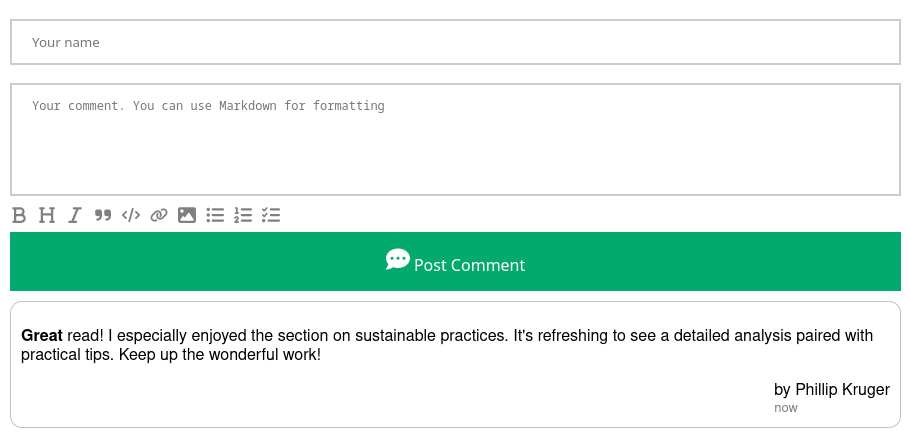 Your name
Your comment. You can use Markdown for formatting
Post Comment
Great read! I especially enjoyed the section on sustainable practices. It's refreshing to see a detailed analysis paired with
practical tips. Keep up the wonderful work!
by Phillip Kruger
now